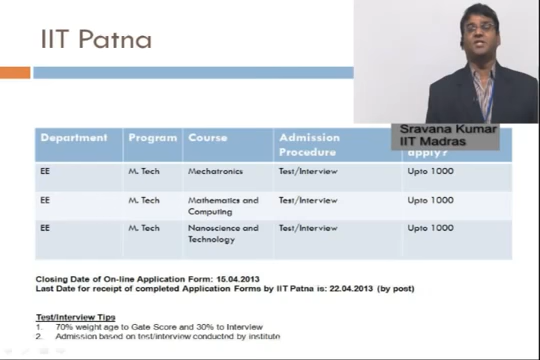 IIT Patna
Sravana Kumar
IIT Madras
Department Program Course Admission Procedure apply?
EE M. Tech Mechatronics Test/Interview Upto 1000
EE M. Tech Mathematics and Computing Test/Interview Upto 1000
EE M. Tech Nanoscience and Technology Test/Interview Upto 1000
Closing Date of On-line Application Form: 15.04.2013
Last Date for receipt of completed Application Forms by IIT Patna is: 22.04.2013 (by post)
Test/Interview Tips
1. 70% weight age to Gate Score and 30% to Interview
2. Admission based on test/interview conducted by institute